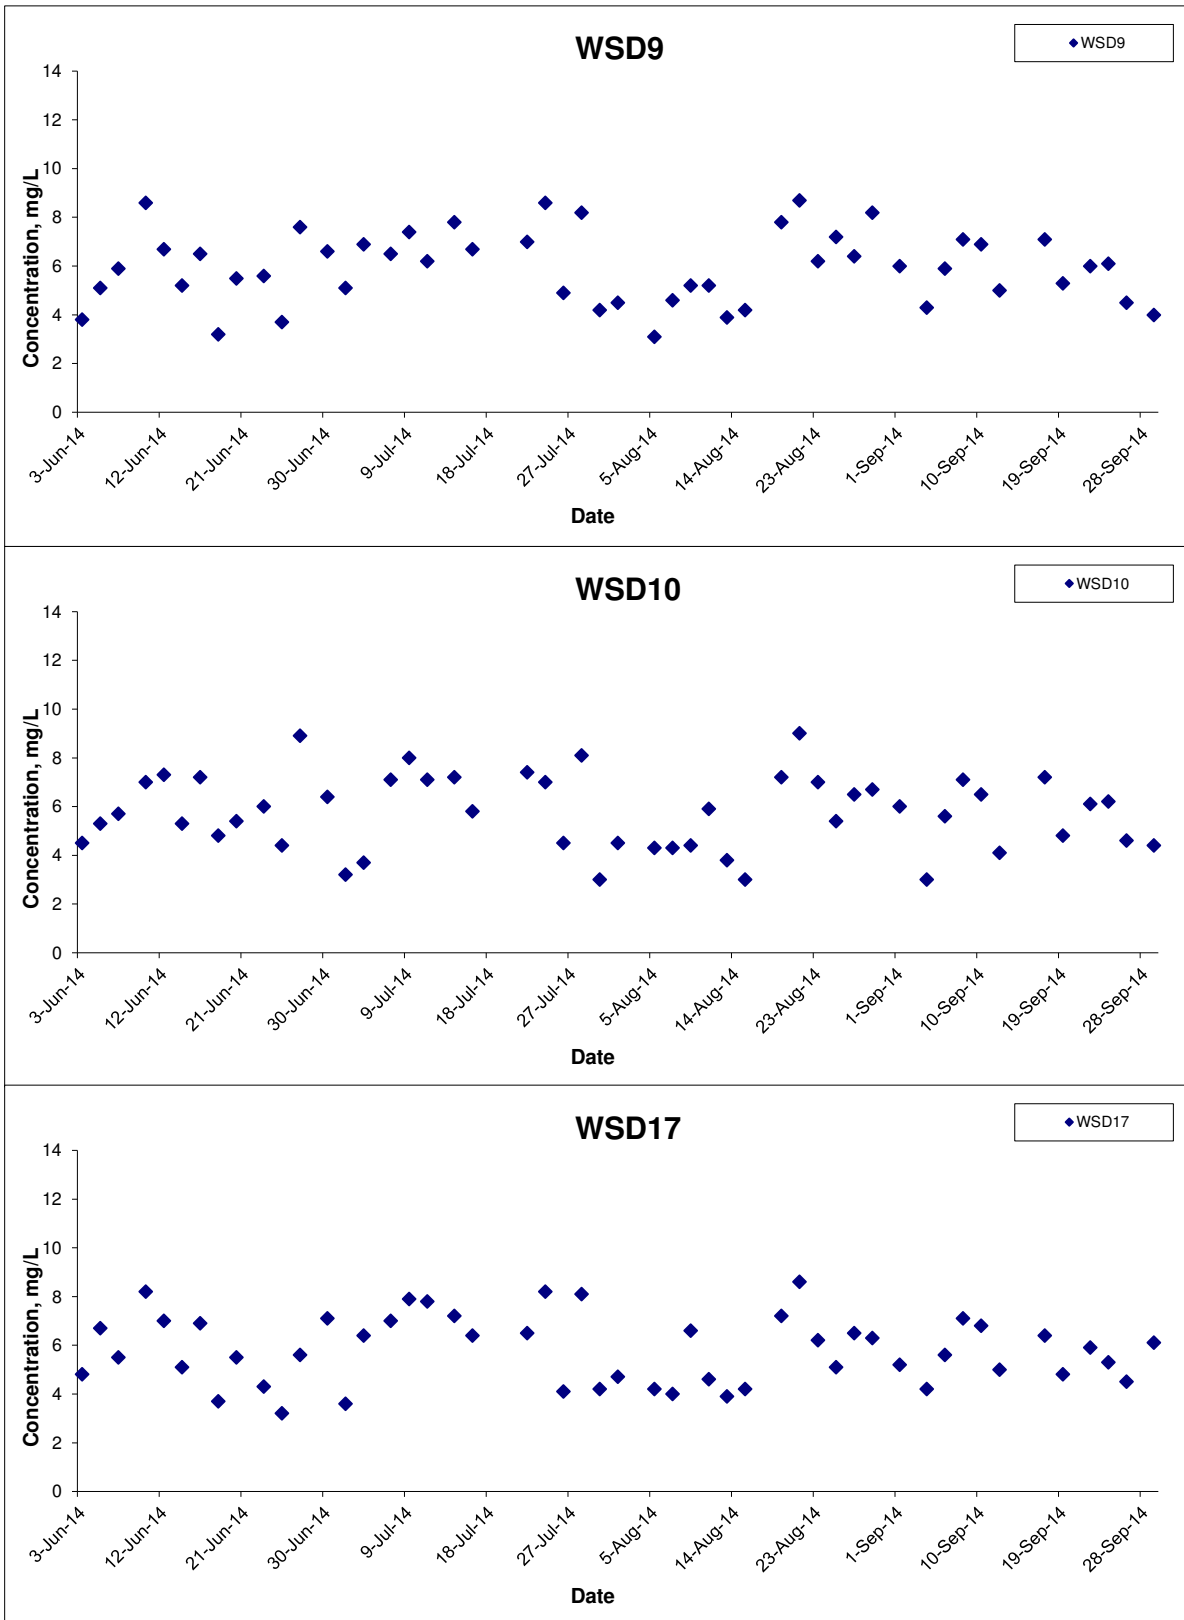 WSD9
WSD9
14
12
10
8
6
4
2
0
Concentration, mg/L
3-Jun-14
12-Jun-14
21-Jun-14
30-Jun-14
9-Jul-14
18-Jul-14
27-Jul-14
5-Aug-14
14-Aug-14
23-Aug-14
1-Sep-14
10-Sep-14
19-Sep-14
28-Sep-14
Date
WSD10
WSD10
14
12
10
8
6
4
2
0
Concentration, mg/L
3-Jun-14
12-Jun-14
21-Jun-14
30-Jun-14
9-Jul-14
18-Jul-14
27-Jul-14
5-Aug-14
14-Aug-14
23-Aug-14
1-Sep-14
10-Sep-14
19-Sep-14
28-Sep-14
Date
WSD17
WSD17
14
12
10
8
6
4
2
0
Concentration, mg/L
3-Jun-14
12-Jun-14
21-Jun-14
30-Jun-14
9-Jul-14
18-Jul-14
27-Jul-14
5-Aug-14
14-Aug-14
23-Aug-14
1-Sep-14
10-Sep-14
19-Sep-14
28-Sep-14
Date